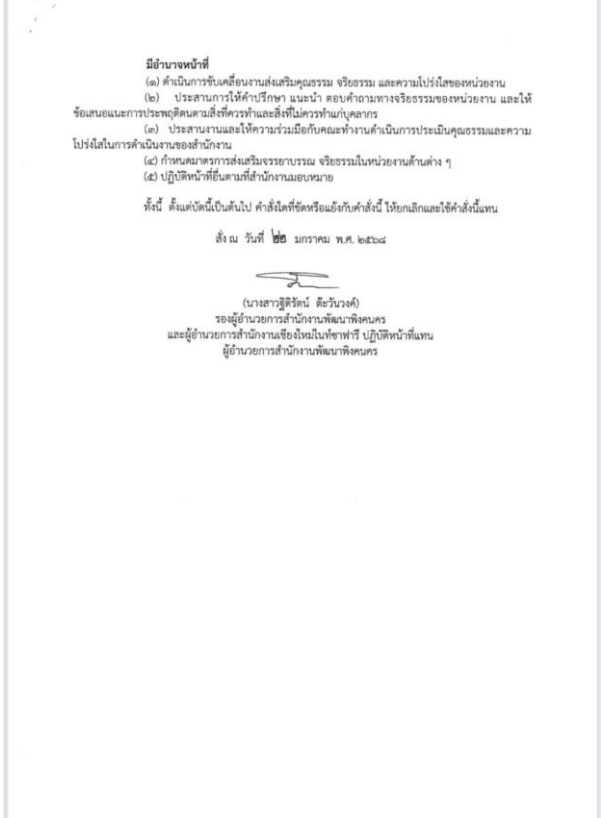 มีอำนาจหน้าที่
(๑) ดำเนินการขับเคลื่อนงานส่งเสริมคุณธรรม จริยธรรม และความโปร่งใสของหน่วยงาน
(๒) ประสานการให้คำปรึกษา แนะนำ ตอบคำถามทางจริยธรรมของหน่วยงาน และให้
ข้อเสนอแนะการประพฤติตนตามสิ่งที่ควรทำและสิ่งที่ไม่ควรทำแก่บุคลากร
(๓) ประสานงานและให้ความร่วมมือกับคณะทำงานดำเนินการประเมินคุณธรรมและความ
โปร่งใสในการดำเนินงานของสำนักงาน
(๔) กำหนดมาตรการส่งเสริมจรรยาบรรณ จริยธรรมในหน่วยงานด้านต่าง ๆ
(๕) ปฏิบัติหน้าที่อื่นตามที่สำนักงานมอบหมาย
ทั้งนี้ ตั้งแต่บัดนี้เป็นต้นไป คำสั่งใดที่ขัดหรือแย้งกับคำสั่งนี้ ให้ยกเลิกและใช้คำสั่งนี้แทน
สั่ง ณ วันที่ ๒๒ มกราคม พ.ศ. ๒๕๖๘
(นางสาวฐิติรัตน์ ต๊ะวันวงค์)
รองผู้อำนวยการสำนักงานพัฒนาพิงคนคร
และผู้อำนวยการสำนักงานเชียงใหม่ไนท์ซาฟารี ปฏิบัติหน้าที่แทน
ผู้อำนวยการสำนักงานพัฒนาพิงคนคร